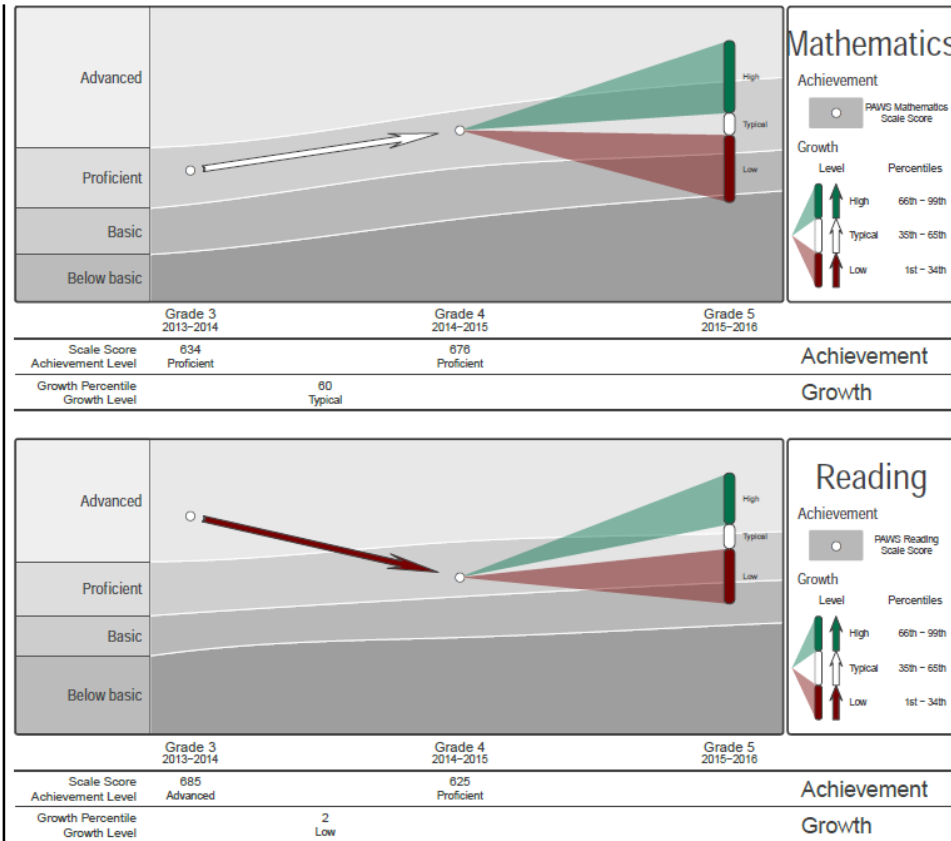 Mathematics
Advanced
Proficient
Basic
Below basic
High
Typical
Low
Achievement
PAWS Mathematics
Scale Score
Growth
Level Percentiles
High 66th – 99th
Typical 35th – 65th
Low 1st – 34th
Grade 3 Grade 4 Grade 5
2013–2014 2014–2015 2015–2016
Scale Score 634 676
Achievement Level Proficient Proficient
Achievement
Growth Percentile 60
Growth Level Typical
Growth
Reading
Advanced
Proficient
Basic
Below basic
High
Typical
Low
Achievement
PAWS Reading
Scale Score
Growth
Level Percentiles
High 66th – 99th
Typical 35th – 65th
Low 1st – 34th
Grade 3 Grade 4 Grade 5
2013–2014 2014–2015 2015–2016
Scale Score 685 625
Achievement Level Advanced Proficient
Achievement
Growth Percentile 2
Growth Level Low
Growth